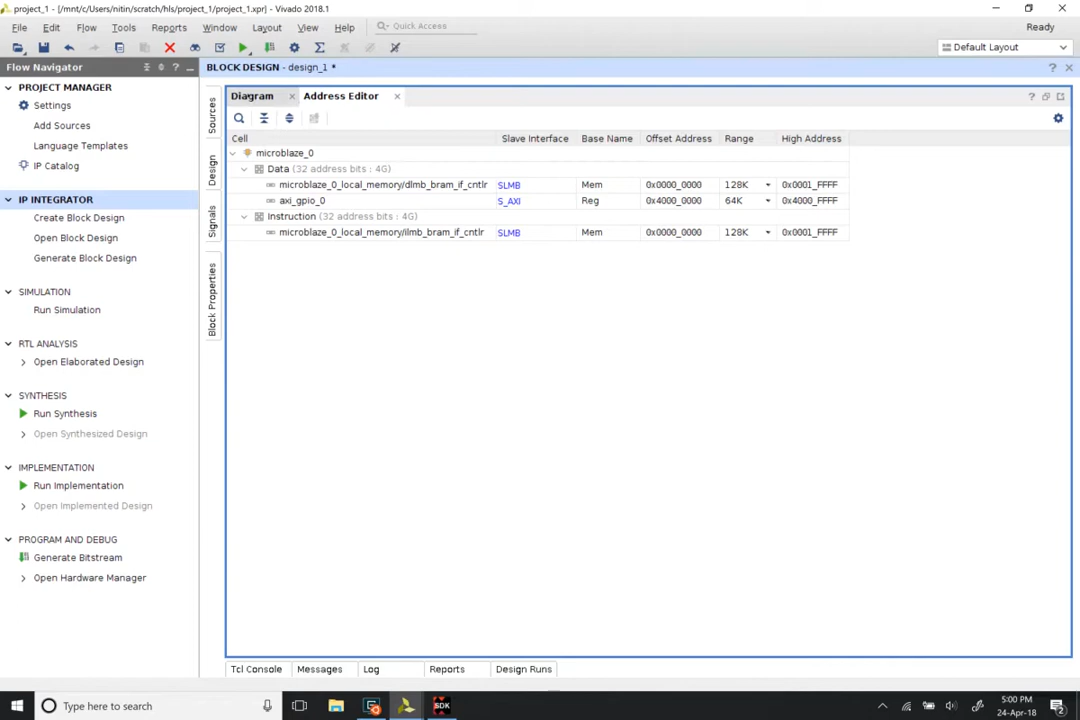 project_1 - [/mnt/c/Users/nitin/scratch/hls/project_1/project_1.xpr] - Vivado 2018.1
File Edit Flow Tools Reports Window Layout View Help Quick Access Ready
Default Layout
Flow Navigator
BLOCK DESIGN - design_1 *
PROJECT MANAGER
Settings
Add Sources
Language Templates
IP Catalog
IP INTEGRATOR
Create Block Design
Open Block Design
Generate Block Design
SIMULATION
Run Simulation
RTL ANALYSIS
Open Elaborated Design
SYNTHESIS
Run Synthesis
Open Synthesized Design
IMPLEMENTATION
Run Implementation
Open Implemented Design
PROGRAM AND DEBUG
Generate Bitstream
Open Hardware Manager
Sources
Design
Signals
Block Properties
Diagram Address Editor
Cell Slave Interface Base Name Offset Address Range High Address
microblaze_0
Data (32 address bits : 4G)
microblaze_0_local_memory/dlmb_bram_if_cntlr SLMB Mem 0x0000_0000 128K 0x0001_FFFF
axi_gpio_0 S_AXI Reg 0x4000_0000 64K 0x4000_FFFF
Instruction (32 address bits : 4G)
microblaze_0_local_memory/ilmb_bram_if_cntlr SLMB Mem 0x0000_0000 128K 0x0001_FFFF
Tcl Console Messages Log Reports Design Runs
Type here to search
SDK
5:00 PM
24-Apr-18
2